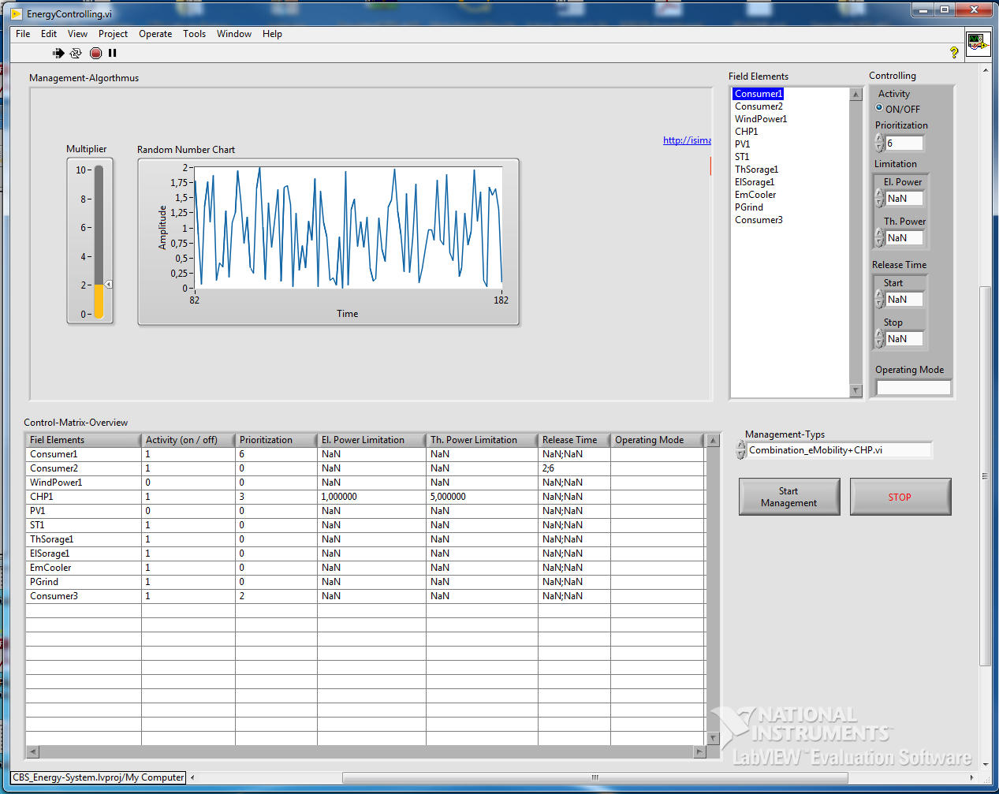 EnergyControlling.vi
File Edit View Project Operate Tools Window Help
Management-Algorthmus
Multiplier
10
8
6
4
2
0
Random Number Chart
http://isima
Amplitude
2
1,75
1,5
1,25
1
0,75
0,5
0,25
0
82
182
Time
Field Elements
Consumer1
Consumer2
WindPower1
CHP1
PV1
ST1
ThSorage1
ElSorage1
EmCooler
PGrind
Consumer3
Controlling
Activity
ON/OFF
Prioritization
6
Limitation
El. Power
NaN
Th. Power
NaN
Release Time
Start
NaN
Stop
NaN
Operating Mode
Control-Matrix-Overview
Fiel Elements Activity (on / off) Prioritization El. Power Limitation Th. Power Limitation Release Time Operating Mode
Consumer1 1 6 NaN NaN NaN;NaN
Consumer2 1 0 NaN NaN 2;6
WindPower1 0 0 NaN NaN NaN;NaN
CHP1 1 3 1,000000 5,000000 NaN;NaN
PV1 0 0 NaN NaN NaN;NaN
ST1 1 0 NaN NaN NaN;NaN
ThSorage1 1 0 NaN NaN NaN;NaN
ElSorage1 1 0 NaN NaN NaN;NaN
EmCooler 1 0 NaN NaN NaN;NaN
PGrind 1 0 NaN NaN NaN;NaN
Consumer3 1 2 NaN NaN NaN;NaN
Management-Typs
Combination_eMobility+CHP.vi
Start
Management
STOP
NATIONAL
INSTRUMENTS™
LabVIEW™ Evaluation Software
CBS_Energy-System.lvproj/My Computer